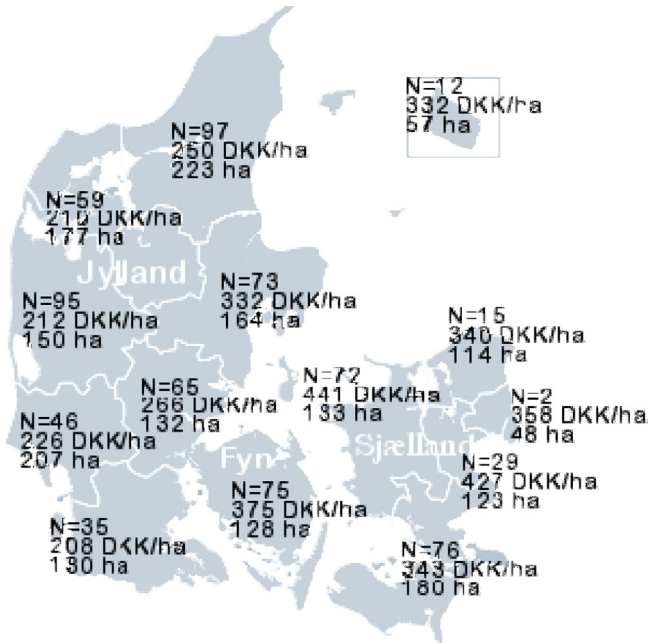 N=12
332 DKK/ha
57 ha
N=97
250 DKK/ha
223 ha
N=59
210 DKK/ha
177 ha
Jylland
N=73
332 DKK/ha
164 ha
N=95
212 DKK/ha
150 ha
N=15
340 DKK/ha
114 ha
N=72
441 DKK/ha
133 ha
N=65
266 DKK/ha
132 ha
N=2
358 DKK/ha
48 ha
N=46
226 DKK/ha
207 ha
Sjælland
Fyn
N=29
427 DKK/ha
123 ha
N=75
375 DKK/ha
128 ha
N=35
208 DKK/ha
130 ha
N=76
343 DKK/ha
180 ha